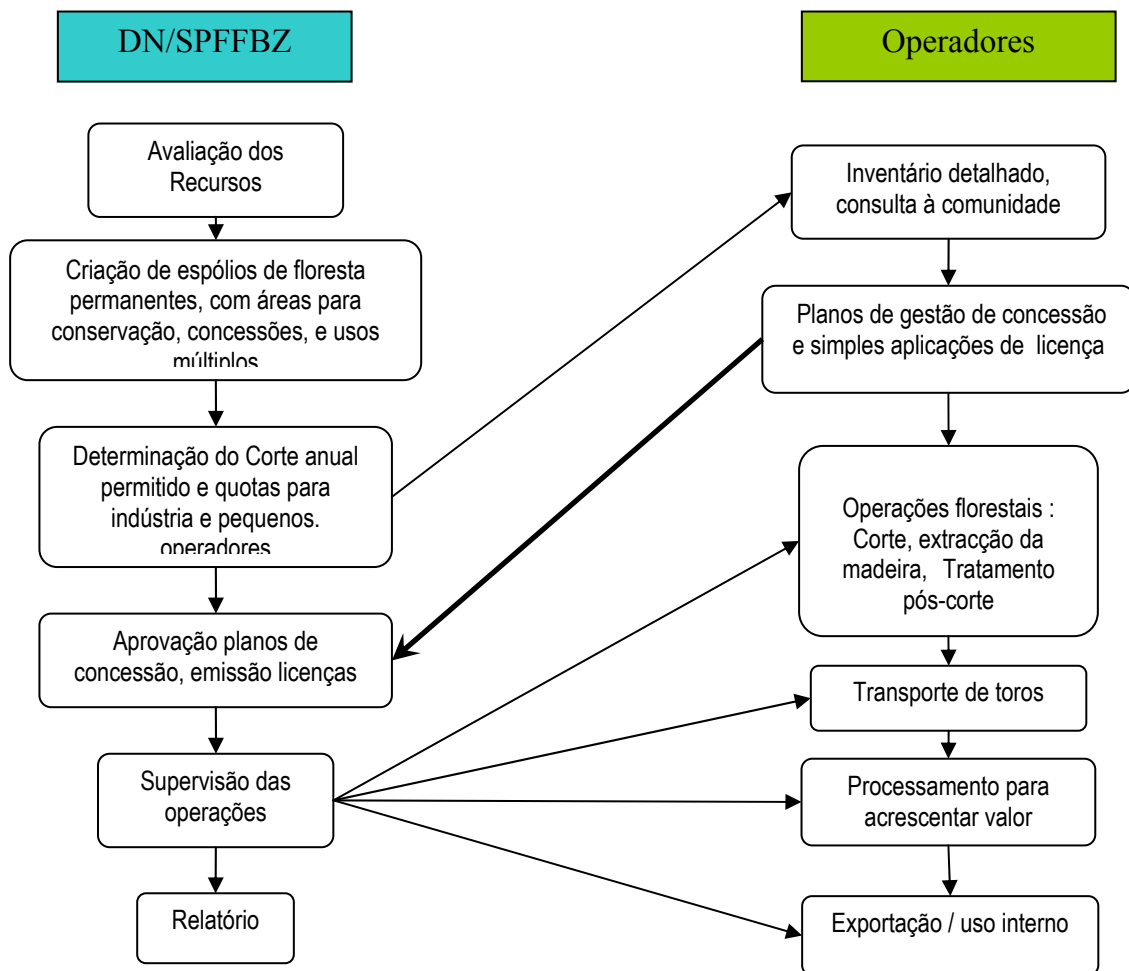 DN/SPFFBZ
Avaliação dos
Recursos
Criação de espólios de floresta
permanentes, com áreas para
conservação, concessões, e usos
múltiplos
Determinação do Corte anual
permitido e quotas para
indústria e pequenos.
operadores
Aprovação planos de
concessão, emissão licenças
Supervisão das
operações
Relatório
Operadores
Inventário detalhado,
consulta à comunidade
Planos de gestão de concessão
e simples aplicações de licença
Operações florestais :
Corte, extracção da
madeira, Tratamento
pós-corte
Transporte de toros
Processamento para
acrescentar valor
Exportação / uso interno